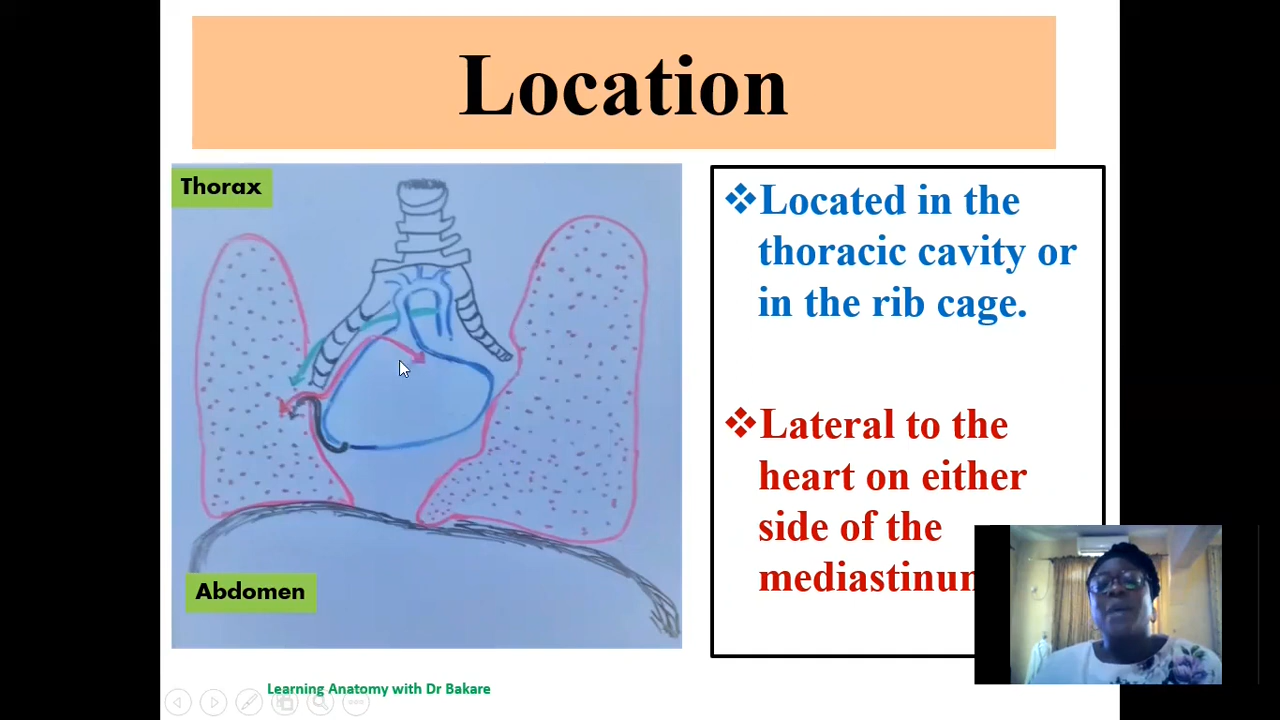 Location
Thorax
Abdomen
❖Located in the
thoracic cavity or
in the rib cage.
❖Lateral to the
heart on either
side of the
Learning Anatomy with Dr Bakare